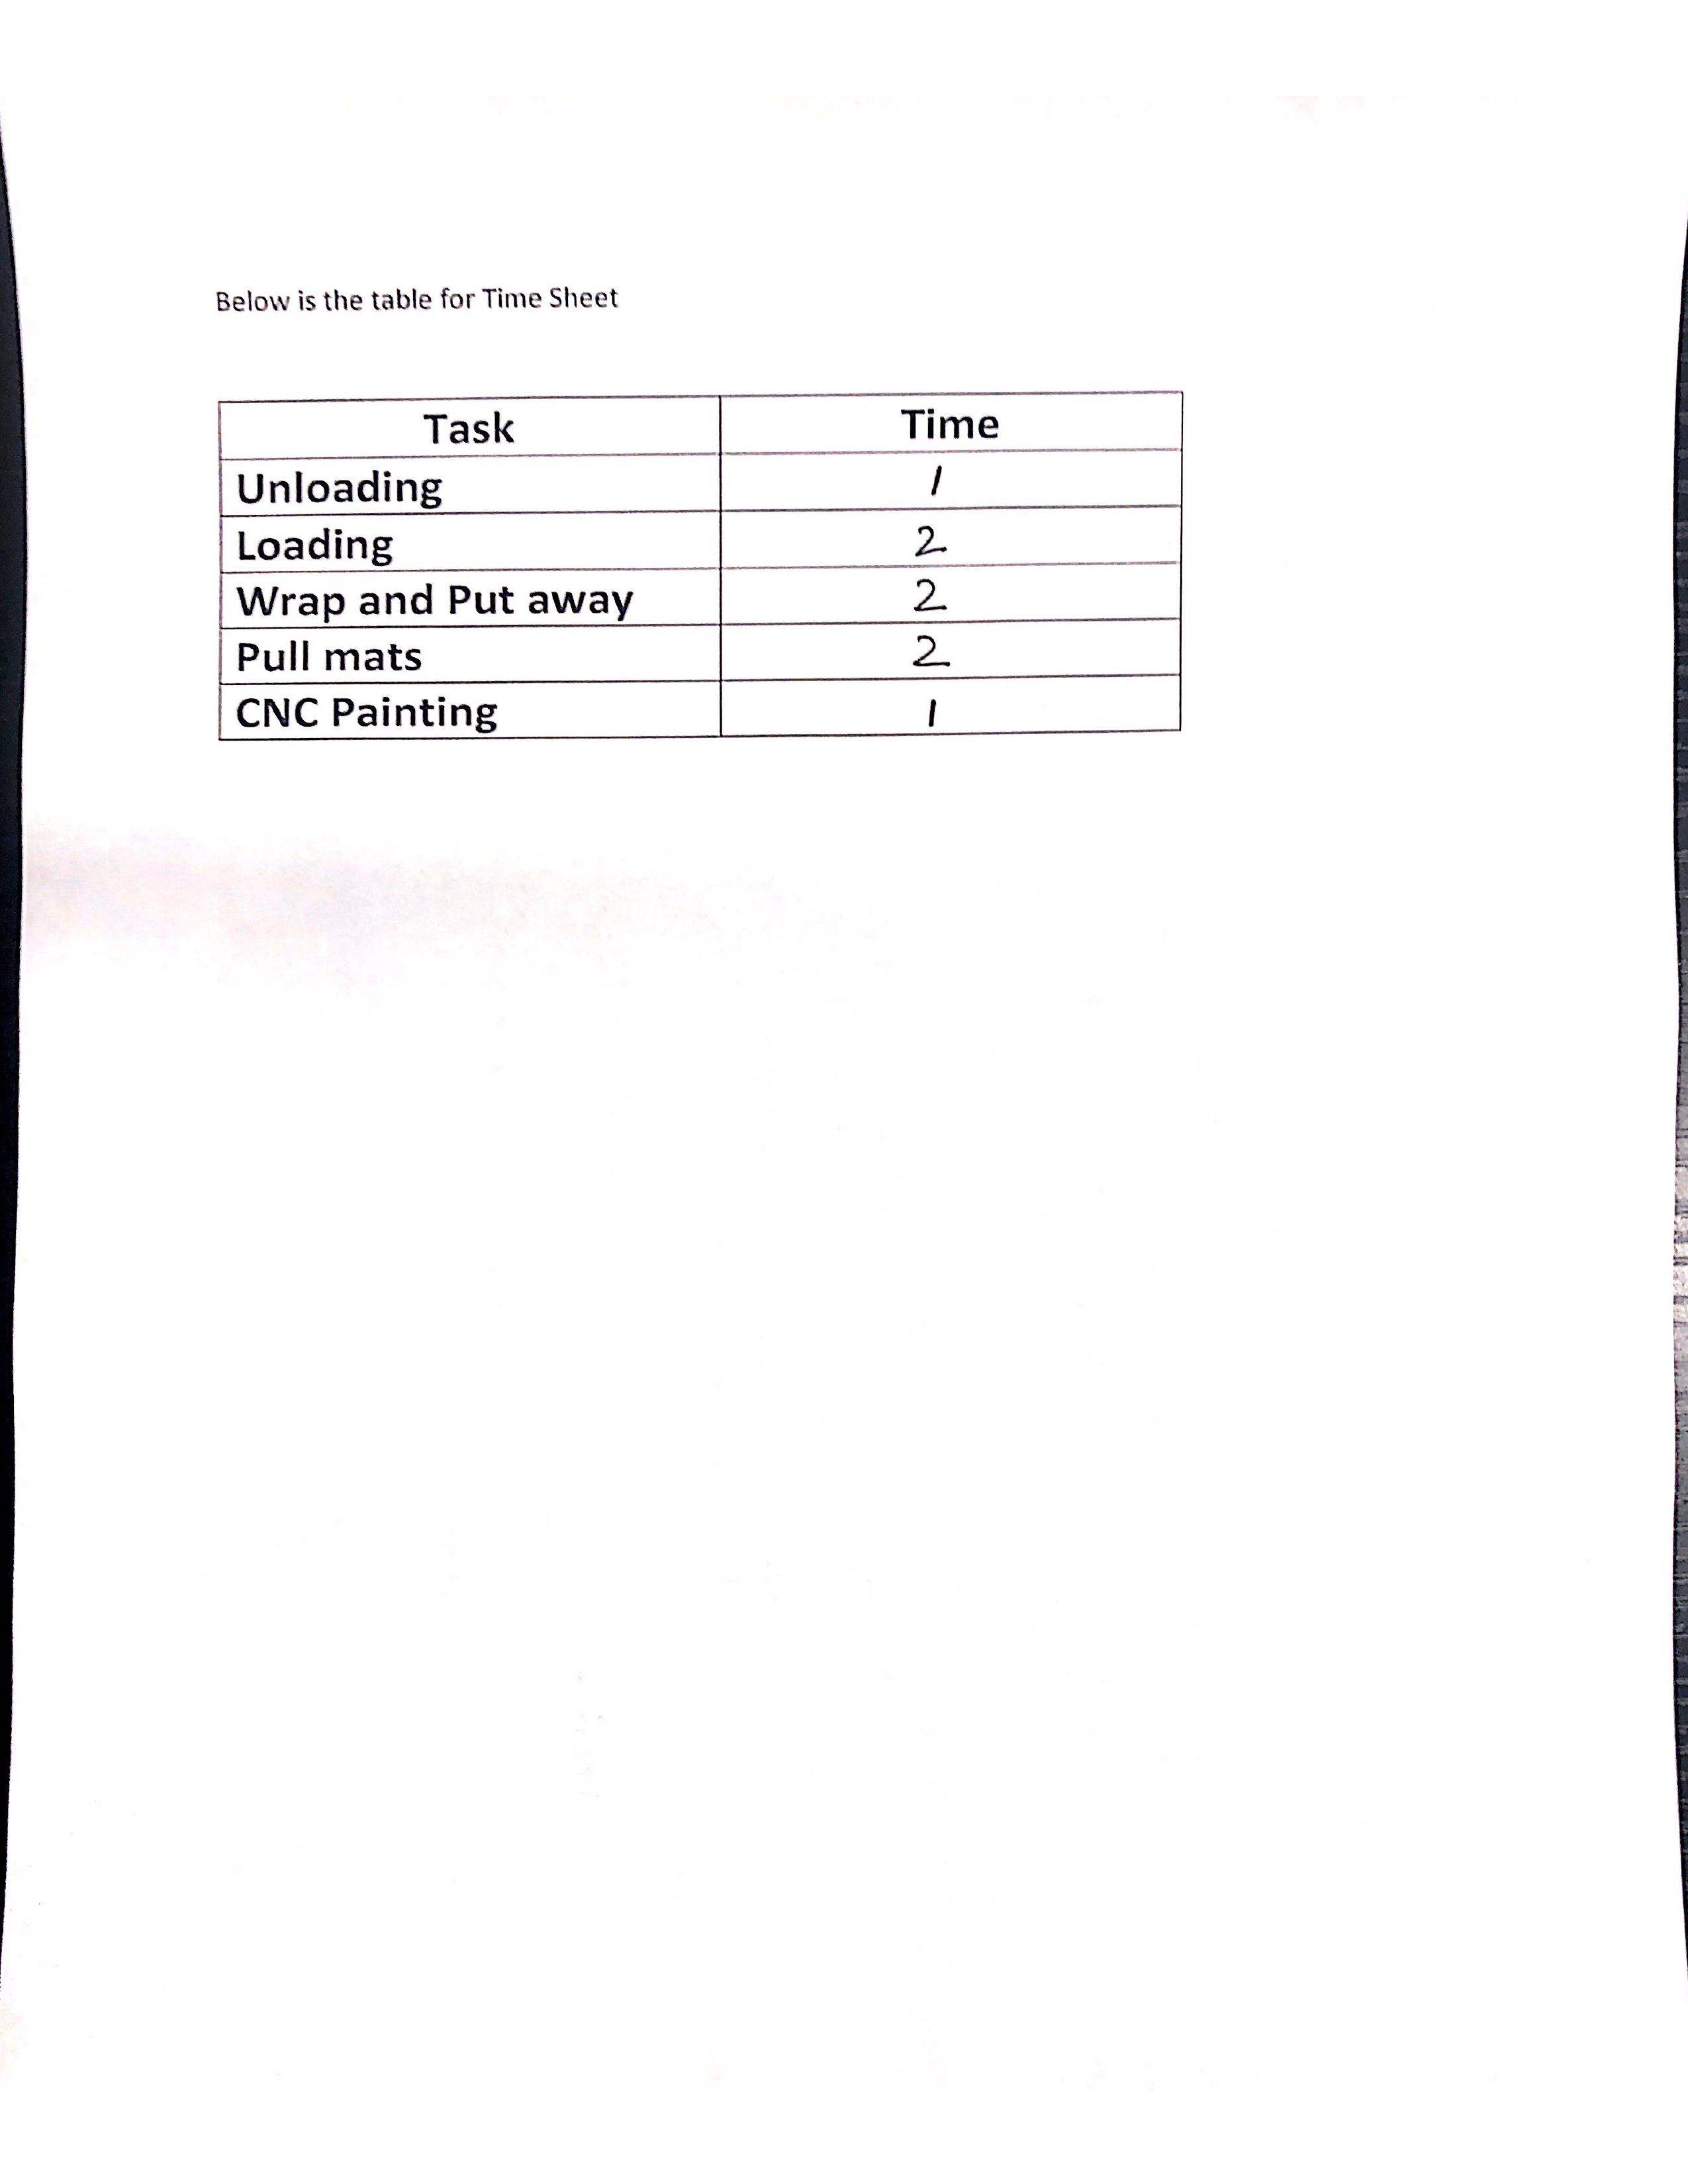 Below is the table for Time Sheet
Task Time
Unloading 1
Loading 2
Wrap and Put away 2
Pull mats 2
CNC Painting 1